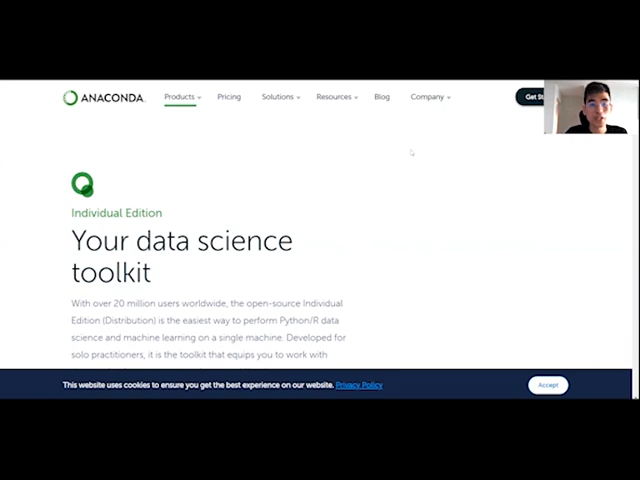 ANACONDA.
Products
Pricing
Solutions
Resources
Blog
Company
Get St
Individual Edition
Your data science
toolkit
With over 20 million users worldwide, the open-source Individual
Edition (Distribution) is the easiest way to perform Python/R data
science and machine learning on a single machine. Developed for
solo practitioners, it is the toolkit that equips you to work with
This website uses cookies to ensure you get the best experience on our website. Privacy Policy
Accept